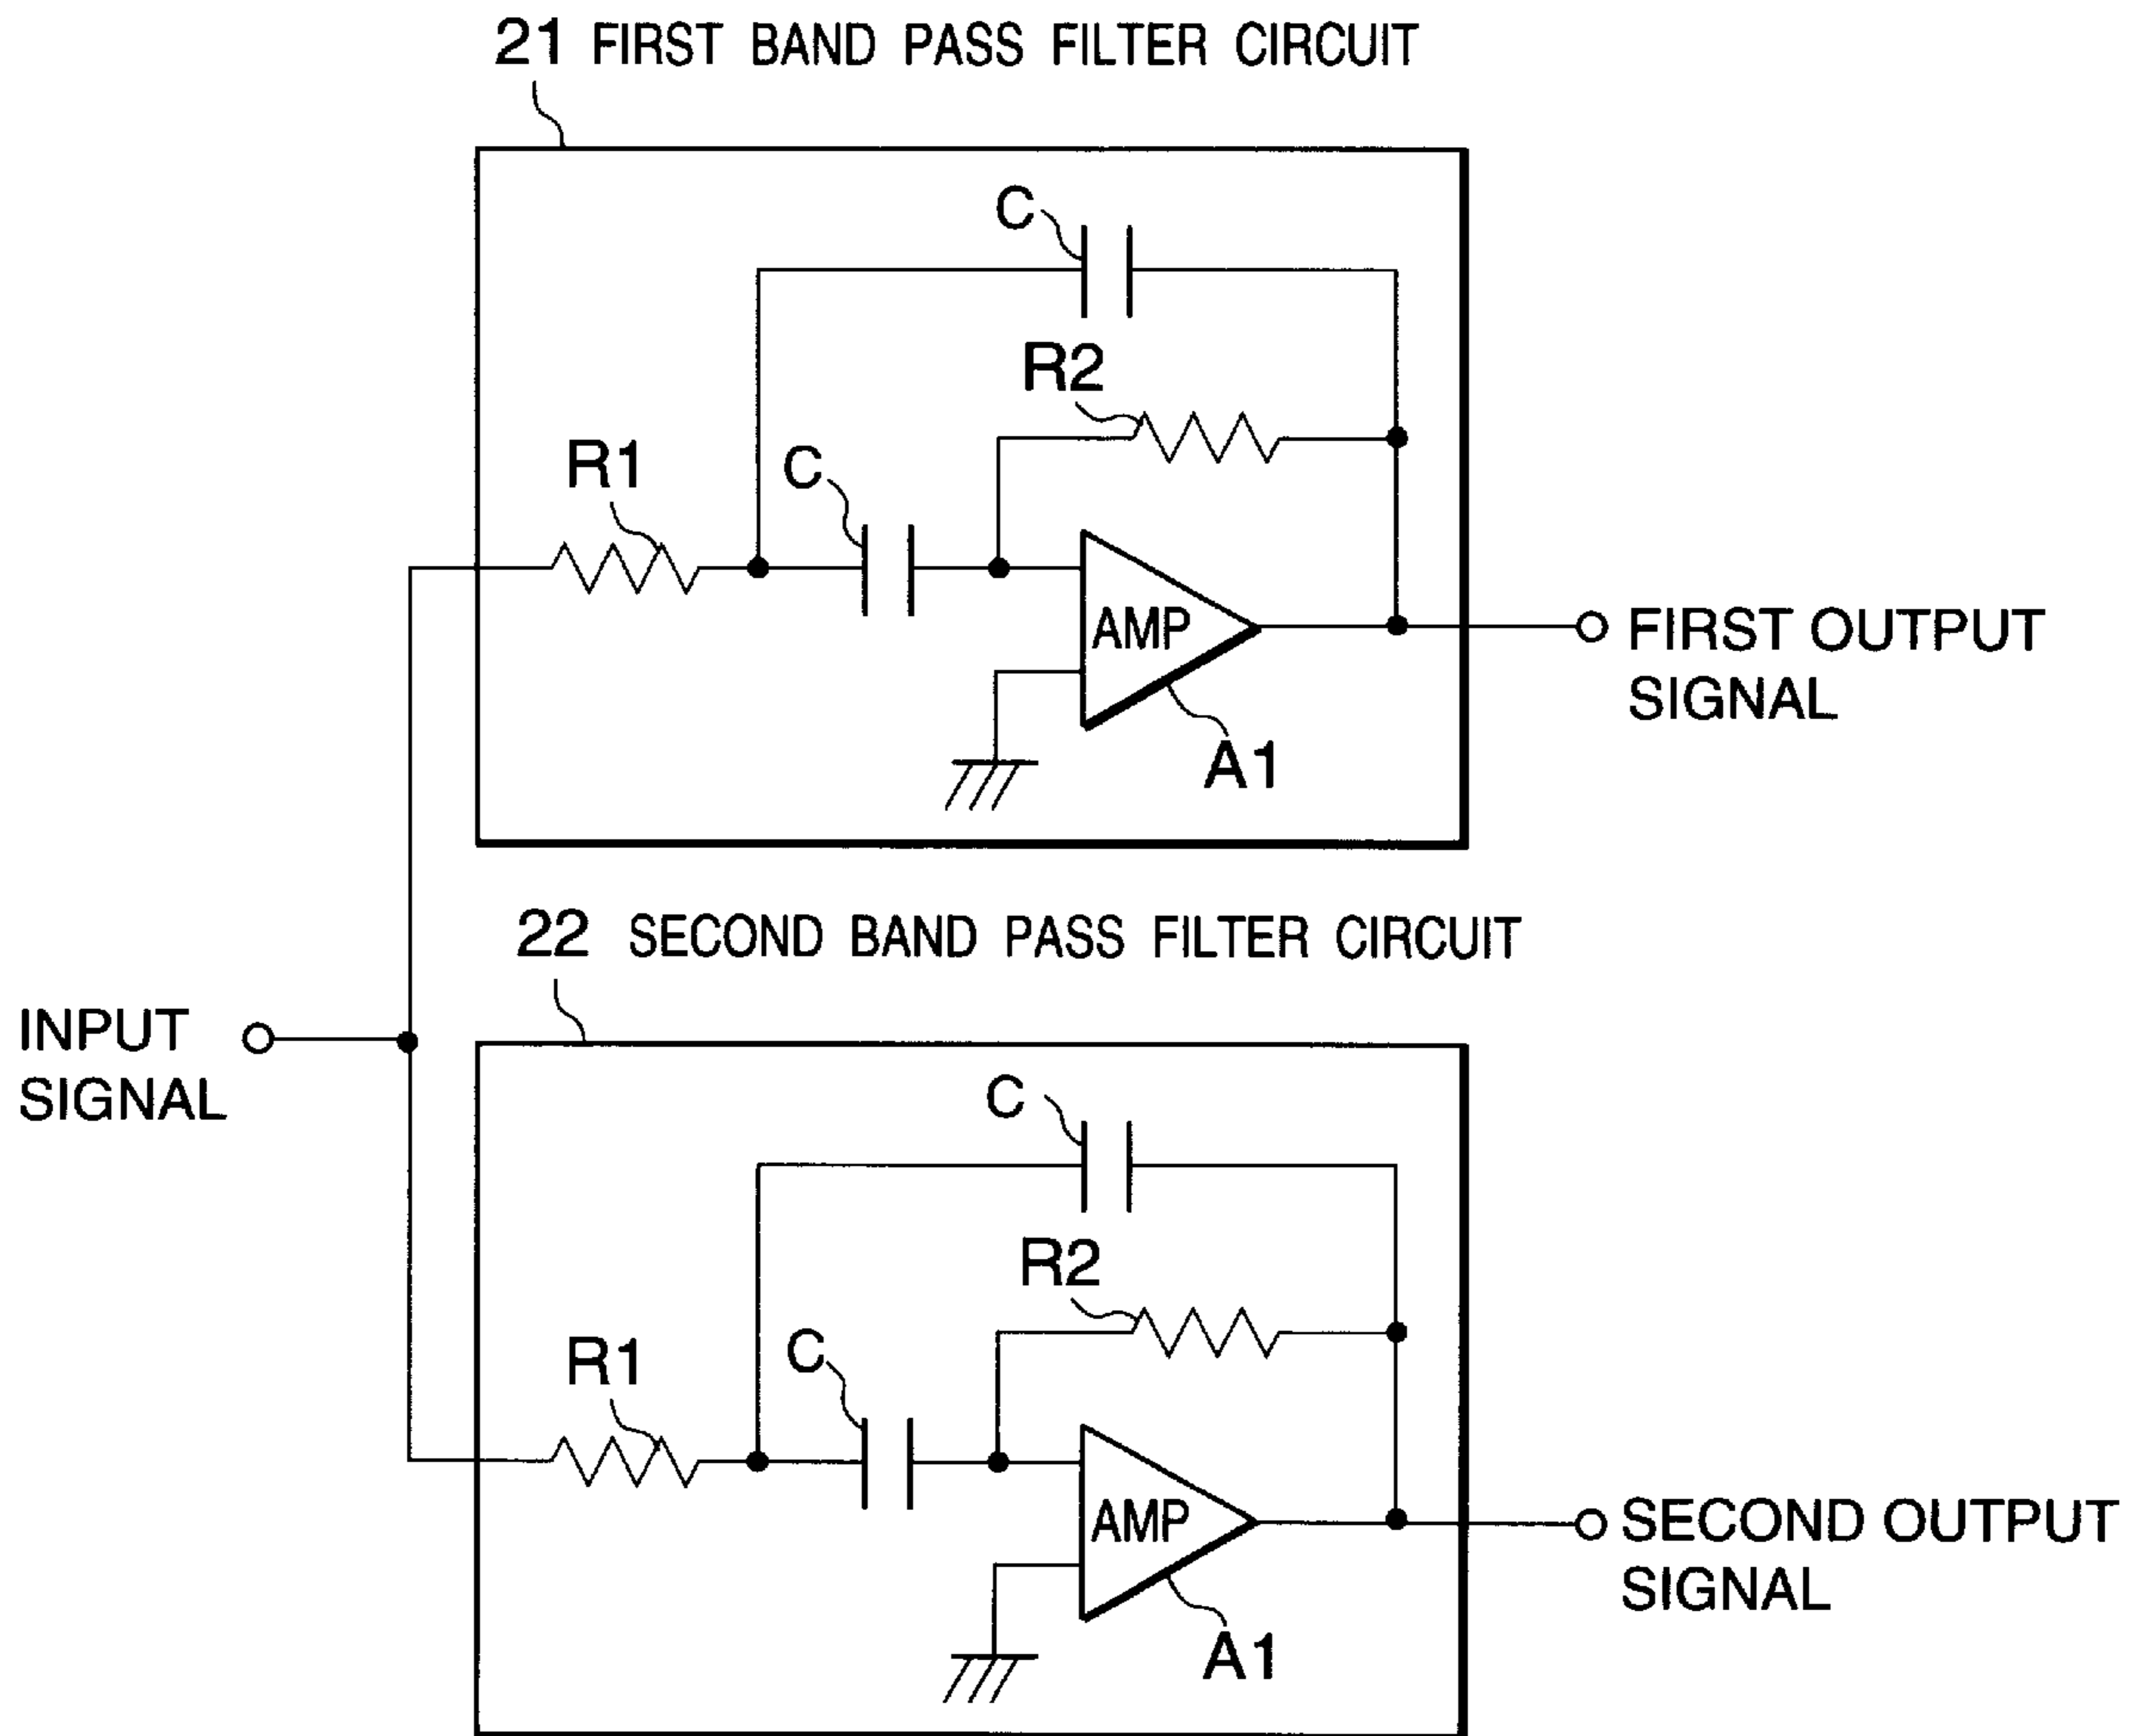 21 FIRST BAND PASS FILTER CIRCUIT
C
R2
R1
C
AMP
A1
FIRST OUTPUT
SIGNAL
22 SECOND BAND PASS FILTER CIRCUIT
INPUT
SIGNAL
C
R2
R1
C
AMP
A1
SECOND OUTPUT
SIGNAL